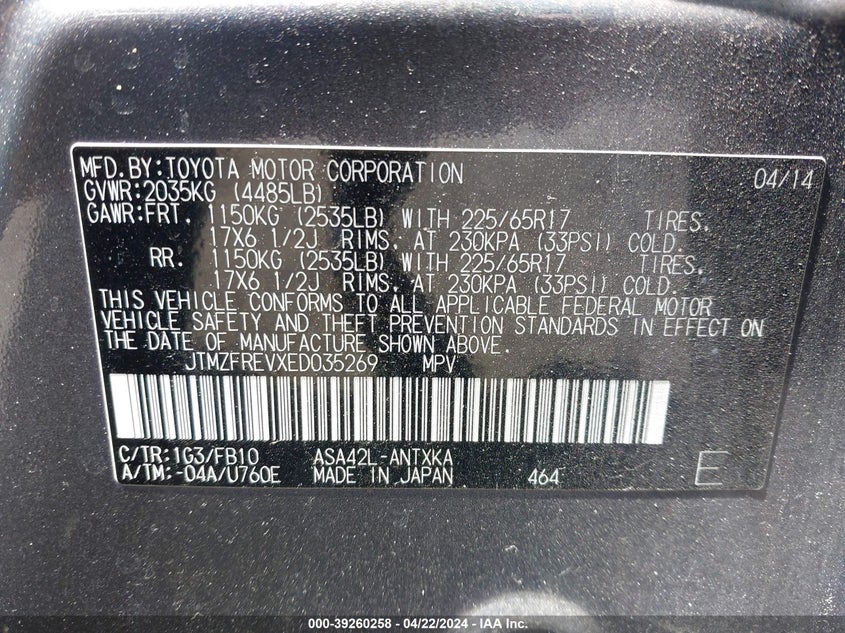 MFD.BY:TOYOTA MOTOR CORPORATION 04/14
GVWR:2035KG (4485LB)
GAWR:FRT. 1150KG (2535LB) WITH 225/65R17 TIRES.
17X6 1/2J RIMS. AT 230KPA (33PSI) COLD.
RR. 1150KG (2535LB) WITH 225/65R17 TIRES.
17X6 1/2J RIMS. AT 230KPA (33PSI) COLD.
THIS VEHICLE CONFORMS TO ALL APPLICABLE FEDERAL MOTOR
VEHICLE SAFETY AND THEFT PREVENTION STANDARDS IN EFFECT ON
THE DATE OF MANUFACTURE SHOWN ABOVE.
JTMZFREVXED035269 MPV
C/TR:1G3/FB10 ASA42L-ANTXKA
A/TM:-04A/U760E MADE IN JAPAN 464 E
000-39260258 - 04/22/2024 - IAA Inc.